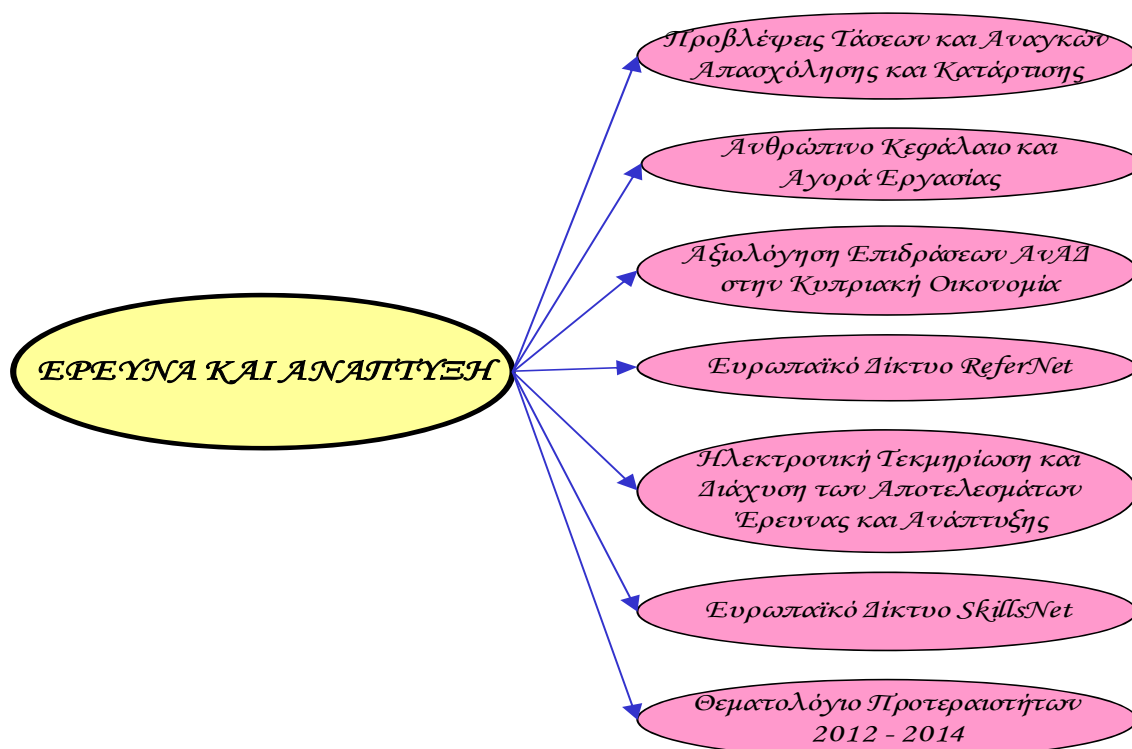 Προβλέψεις Τάσεων και Αναγκών
Απασχόλησης και Κατάρτισης
Ανθρώπινο Κεφάλαιο και
Αγορά Εργασίας
Αξιολόγηση Επιδράσεων ΑνΑΔ
στην Κυπριακή Οικονομία
ΕΡΕΥΝΑ ΚΑΙ ΑΝΑΠΤΥΞΗ
Ευρωπαϊκό Δίκτυο ReferNet
Ηλεκτρονική Τεκμηρίωση και
Διάχυση των Αποτελεσμάτων
Έρευνας και Ανάπτυξης
Ευρωπαϊκό Δίκτυο SkillsNet
Θεματολόγιο Προτεραιοτήτων
2012 - 2014